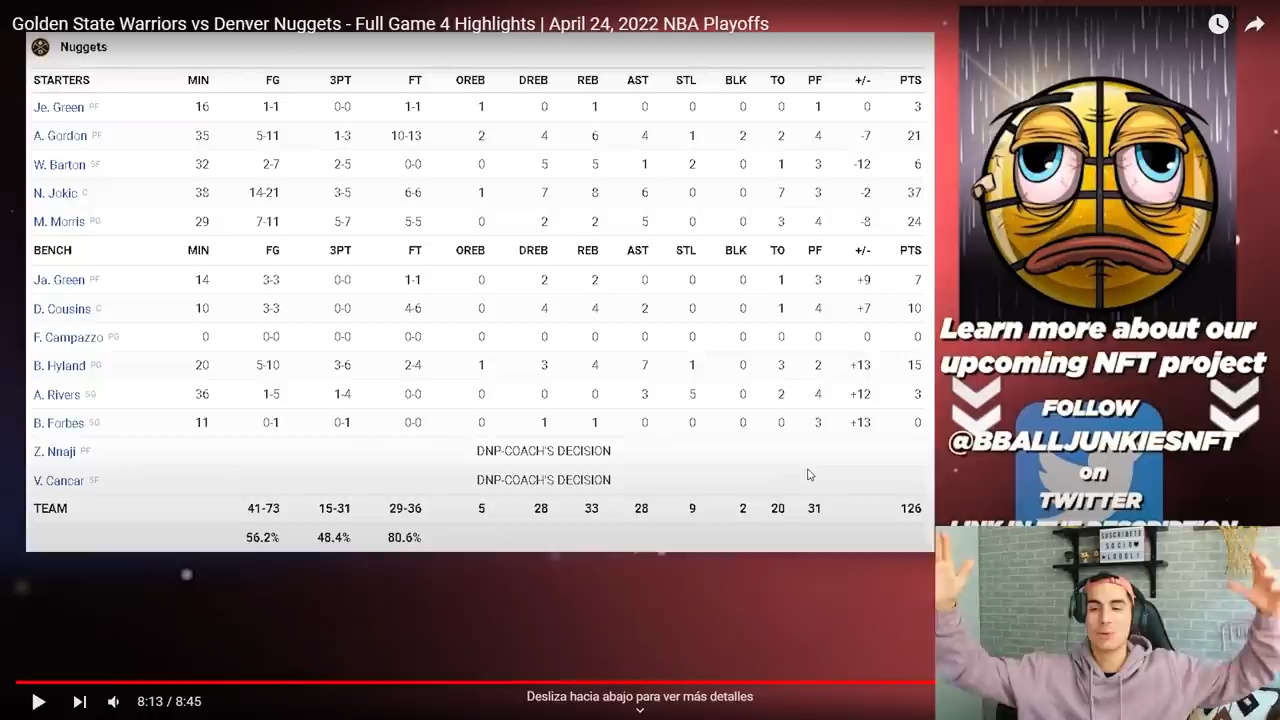 Golden State Warriors vs Denver Nuggets - Full Game 4 Highlights | April 24, 2022 NBA Playoffs
Nuggets
STARTERS MIN FG 3PT FT OREB DREB REB AST STL BLK TO PF +/- PTS
Je. Green PF 16 1-1 0-0 1-1 1 0 1 0 0 0 0 1 0 3
A. Gordon PF 35 5-11 1-3 10-13 2 4 6 4 1 2 2 4 -7 21
W. Barton SF 32 2-7 2-5 0-0 0 5 5 1 2 0 1 3 -12 6
N. Jokic C 38 14-21 3-5 6-6 1 7 8 6 0 0 7 3 -2 37
M. Morris PG 29 7-11 5-7 5-5 0 2 2 5 0 0 3 4 -8 24
BENCH MIN FG 3PT FT OREB DREB REB AST STL BLK TO PF +/- PTS
Ja. Green PF 14 3-3 0-0 1-1 0 2 2 0 0 0 1 3 +9 7
D. Cousins C 10 3-3 0-0 4-6 0 4 4 2 0 0 1 4 +7 10
F. Campazzo PG 0 0-0 0-0 0-0 0 0 0 0 0 0 0 0 0 0
B. Hyland PG 20 5-10 3-6 2-4 1 3 4 7 1 0 3 2 +13 15
A. Rivers SG 36 1-5 1-4 0-0 0 0 0 3 5 0 2 4 +12 3
B. Forbes SG 11 0-1 0-1 0-0 0 1 1 0 0 0 0 3 +13 0
Z. Nnaji PF DNP-COACH'S DECISION
V. Cancar SF DNP-COACH'S DECISION
TEAM 41-73 15-31 29-36 5 28 33 28 9 2 20 31 126
56.2% 48.4% 80.6%
Learn more about our
upcoming NFT project
FOLLOW
@BBALLJUNKIESNFT
on
TWITTER
LINK IN THE DESCRIPTION
SUSCRIBETE
SOCIO
LOOOL!
8:13 / 8:45
Desliza hacia abajo para ver más detalles